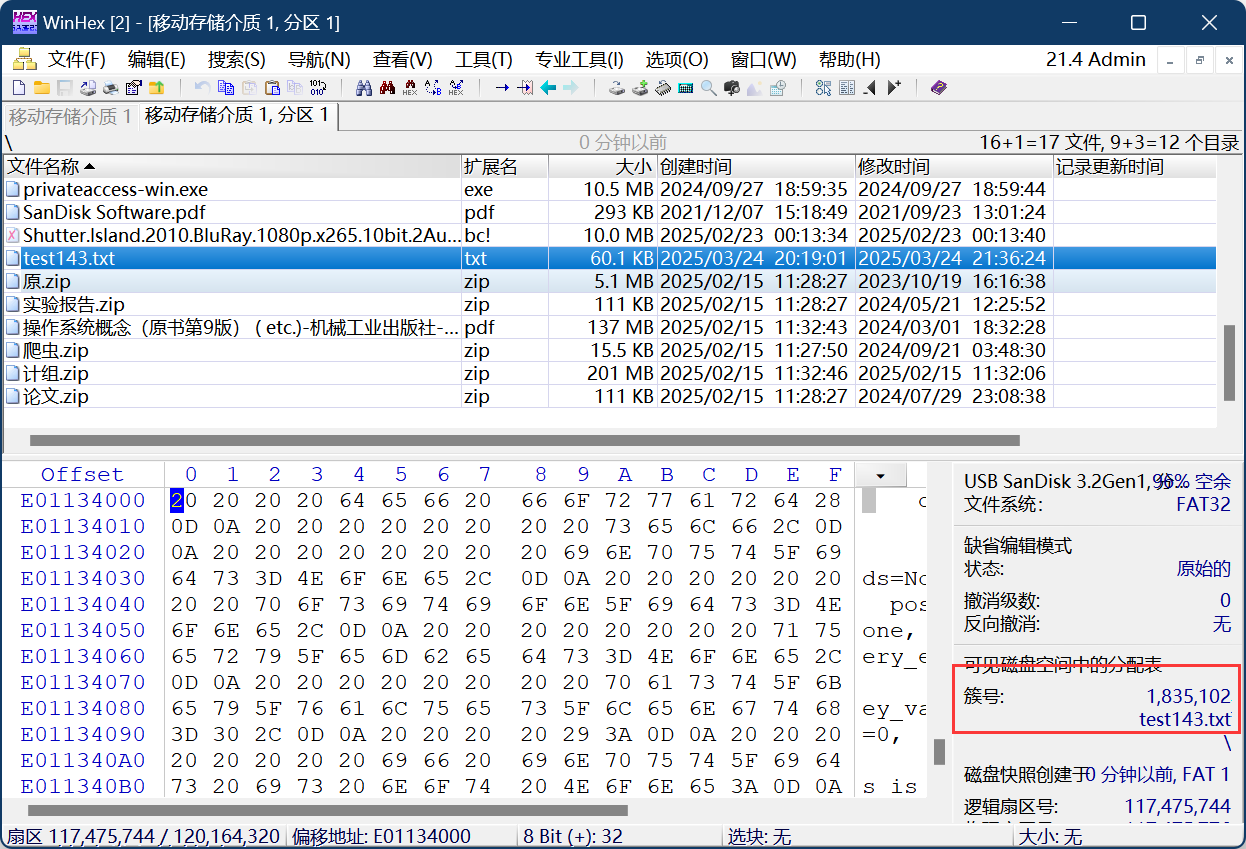 WinHex [2] - [移动存储介质 1, 分区 1]
文件(F) 编辑(E) 搜索(S) 导航(N) 查看(V) 工具(T) 专业工具(I) 选项(O) 窗口(W) 帮助(H) 21.4 Admin
移动存储介质 1 移动存储介质 1, 分区 1
\ 0 分钟以前 16+1=17 文件, 9+3=12 个目录
文件名称 扩展名 大小 创建时间 修改时间 记录更新时间
privateaccess-win.exe exe 10.5 MB 2024/09/27 18:59:35 2024/09/27 18:59:44
SanDisk Software.pdf pdf 293 KB 2021/12/07 15:18:49 2021/09/23 13:01:24
Shutter.Island.2010.BluRay.1080p.x265.10bit.2Au... bc! 10.0 MB 2025/02/23 00:13:34 2025/02/23 00:13:40
test143.txt txt 60.1 KB 2025/03/24 20:19:01 2025/03/24 21:36:24
原.zip zip 5.1 MB 2025/02/15 11:28:27 2023/10/19 16:16:38
实验报告.zip zip 111 KB 2025/02/15 11:28:27 2024/05/21 12:25:52
操作系统概念（原书第9版） ( etc.)-机械工业出版社-... pdf 137 MB 2025/02/15 11:32:43 2024/03/01 18:32:28
爬虫.zip zip 15.5 KB 2025/02/15 11:27:50 2024/09/21 03:48:30
计组.zip zip 201 MB 2025/02/15 11:32:46 2025/02/15 11:32:06
论文.zip zip 111 KB 2025/02/15 11:28:27 2024/07/29 23:08:38
Offset 0 1 2 3 4 5 6 7 8 9 A B C D E F
E01134000 20 20 20 20 64 65 66 20 66 6F 72 77 61 72 64 28
E01134010 0D 0A 20 20 20 20 20 20 20 20 73 65 6C 66 2C 0D
E01134020 0A 20 20 20 20 20 20 20 20 69 6E 70 75 74 5F 69
E01134030 64 73 3D 4E 6F 6E 65 2C 0D 0A 20 20 20 20 20 20 ds=No
E01134040 20 20 70 6F 73 69 74 69 6F 6E 5F 69 64 73 3D 4E pos
E01134050 6F 6E 65 2C 0D 0A 20 20 20 20 20 20 20 20 71 75 one,
E01134060 65 72 79 5F 65 6D 62 65 64 73 3D 4E 6F 6E 65 2C ery_e
E01134070 0D 0A 20 20 20 20 20 20 20 20 70 61 73 74 5F 6B
E01134080 65 79 5F 76 61 6C 75 65 73 5F 6C 65 6E 67 74 68 ey_va
E01134090 3D 30 2C 0D 0A 20 20 20 20 29 3A 0D 0A 20 20 20 =0,
E011340A0 20 20 20 20 20 69 66 20 69 6E 70 75 74 5F 69 64
E011340B0 73 20 69 73 20 6E 6F 74 20 4E 6F 6E 65 3A 0D 0A s is
USB SanDisk 3.2Gen1, 96% 空余
文件系统: FAT32
缺省编辑模式
状态: 原始的
撤消级数: 0
反向撤消: 无
可见磁盘空间中的分配表
簇号: 1,835,102
test143.txt
\
磁盘快照创建于 0 分钟以前, FAT 1
逻辑扇区号: 117,475,744
扇区 117,475,744 / 120,164,320 偏移地址: E01134000 8 Bit (+): 32 选块: 无 大小: 无